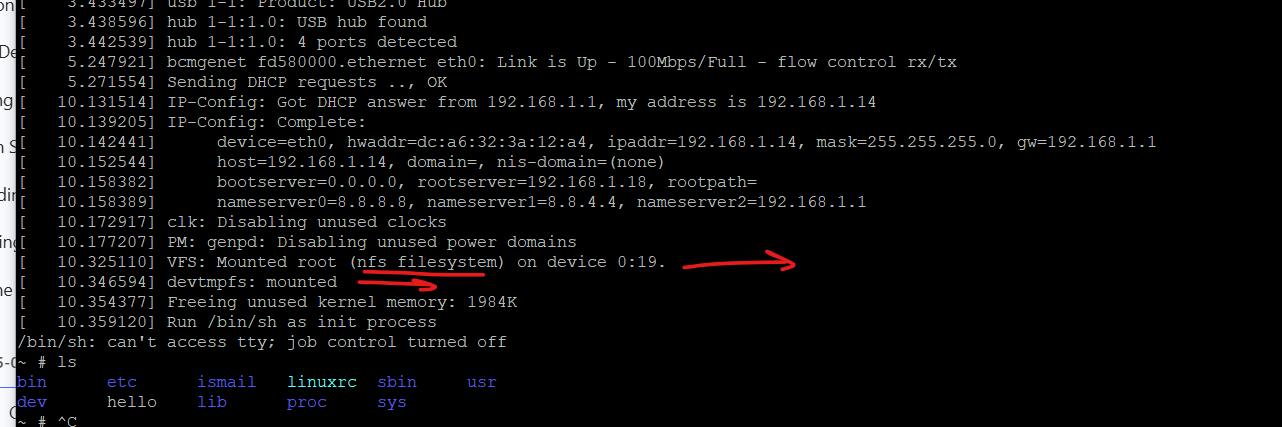 [    3.433497] usb 1-1: Product: USB2.0 Hub
[    3.438596] hub 1-1:1.0: USB hub found
[    3.442539] hub 1-1:1.0: 4 ports detected
[    5.247921] bcmgenet fd580000.ethernet eth0: Link is Up - 100Mbps/Full - flow control rx/tx
[    5.271554] Sending DHCP requests .., OK
[   10.131514] IP-Config: Got DHCP answer from 192.168.1.1, my address is 192.168.1.14
[   10.139205] IP-Config: Complete:
[   10.142441]      device=eth0, hwaddr=dc:a6:32:3a:12:a4, ipaddr=192.168.1.14, mask=255.255.255.0, gw=192.168.1.1
[   10.152544]      host=192.168.1.14, domain=, nis-domain=(none)
[   10.158382]      bootserver=0.0.0.0, rootserver=192.168.1.18, rootpath=
[   10.158389]      nameserver0=8.8.8.8, nameserver1=8.8.4.4, nameserver2=192.168.1.1
[   10.172917] clk: Disabling unused clocks
[   10.177207] PM: genpd: Disabling unused power domains
[   10.325110] VFS: Mounted root (nfs filesystem) on device 0:19.
[   10.346594] devtmpfs: mounted
[   10.354377] Freeing unused kernel memory: 1984K
[   10.359120] Run /bin/sh as init process
/bin/sh: can't access tty; job control turned off
~ # ls
bin      etc      ismail   linuxrc  sbin     usr
dev      hello    lib      proc     sys
~ # ^C